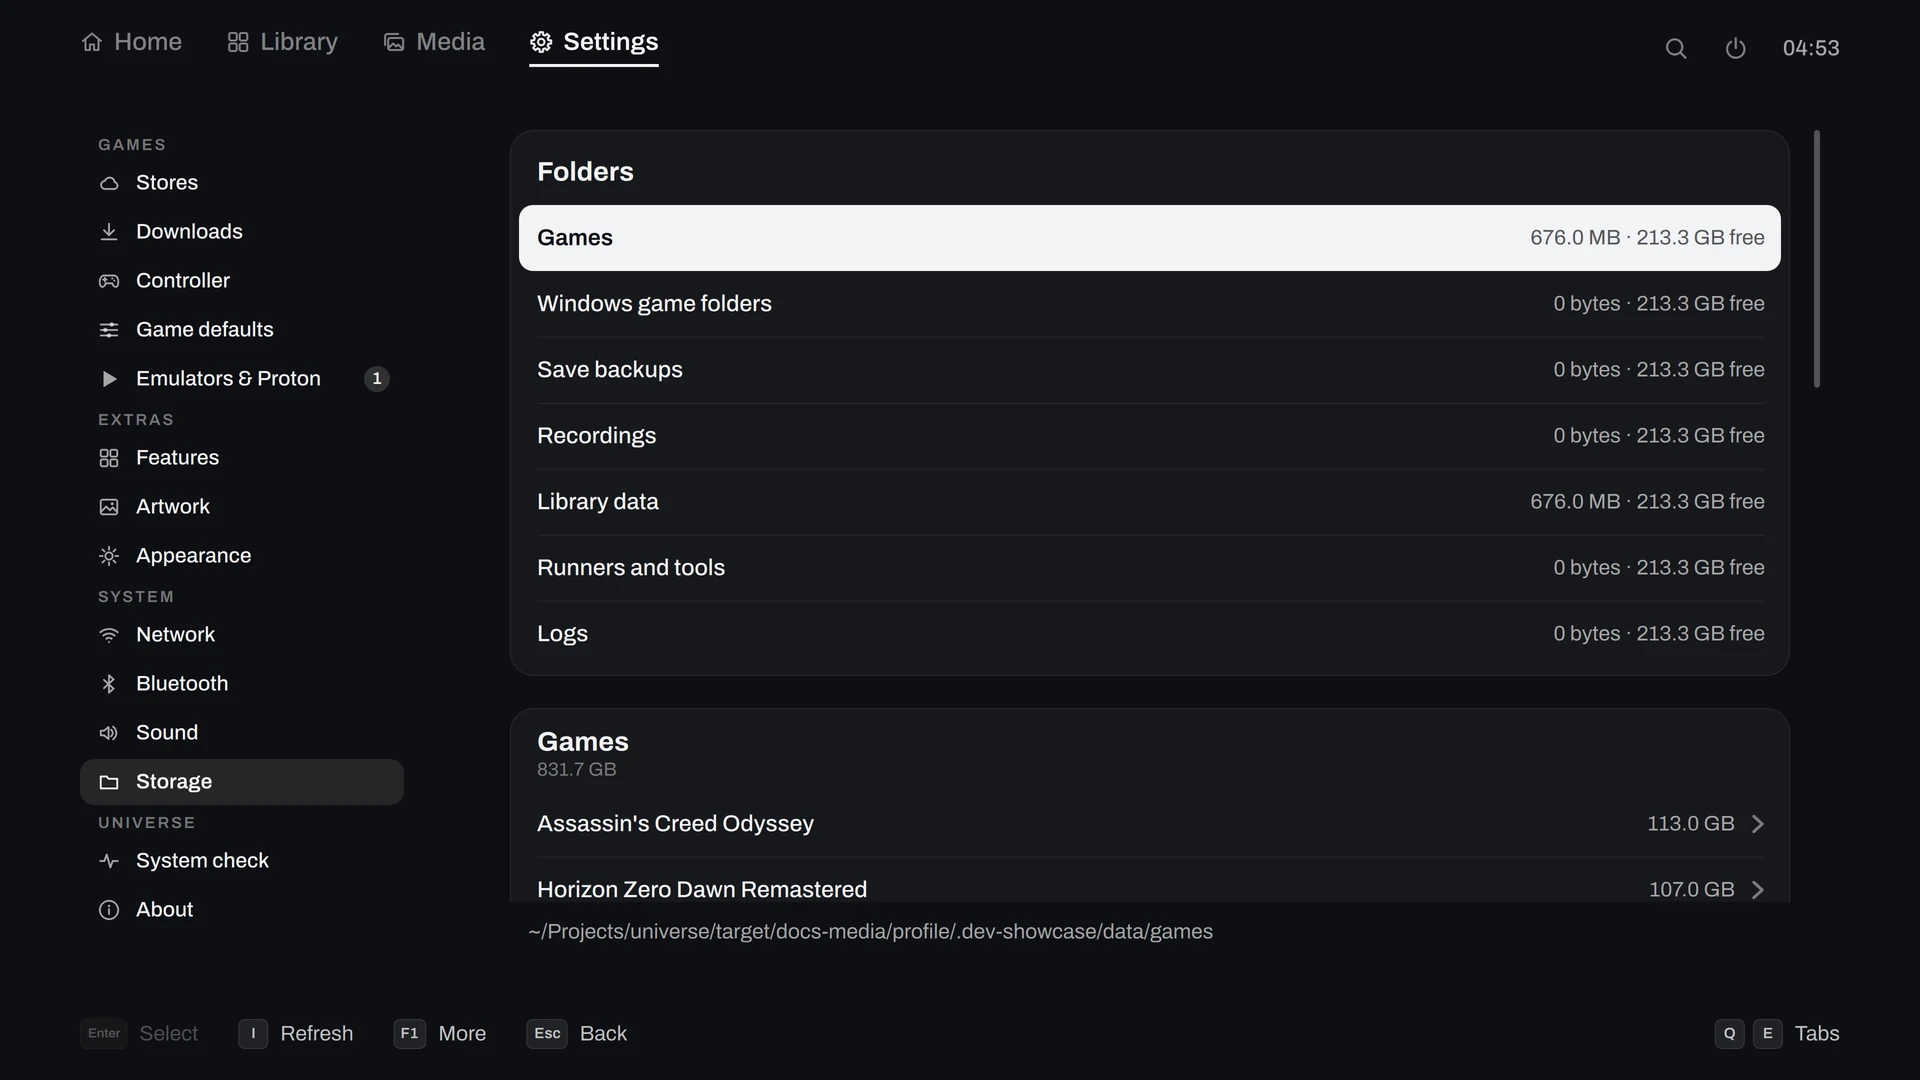 Home
Library
Media
Settings
04:53
GAMES
Stores
Downloads
Controller
Game defaults
Emulators & Proton 1
EXTRAS
Features
Artwork
Appearance
SYSTEM
Network
Bluetooth
Sound
Storage
UNIVERSE
System check
About
Folders
Games 676.0 MB · 213.3 GB free
Windows game folders 0 bytes · 213.3 GB free
Save backups 0 bytes · 213.3 GB free
Recordings 0 bytes · 213.3 GB free
Library data 676.0 MB · 213.3 GB free
Runners and tools 0 bytes · 213.3 GB free
Logs 0 bytes · 213.3 GB free
Games
831.7 GB
Assassin's Creed Odyssey 113.0 GB
Horizon Zero Dawn Remastered 107.0 GB
~/Projects/universe/target/docs-media/profile/.dev-showcase/data/games
Enter Select I Refresh F1 More Esc Back Q E Tabs